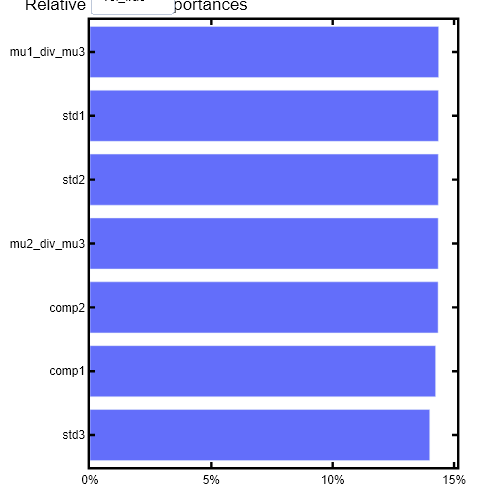 Relative portances
mu1_div_mu3
std1
std2
mu2_div_mu3
comp2
comp1
std3
0% 5% 10% 15%